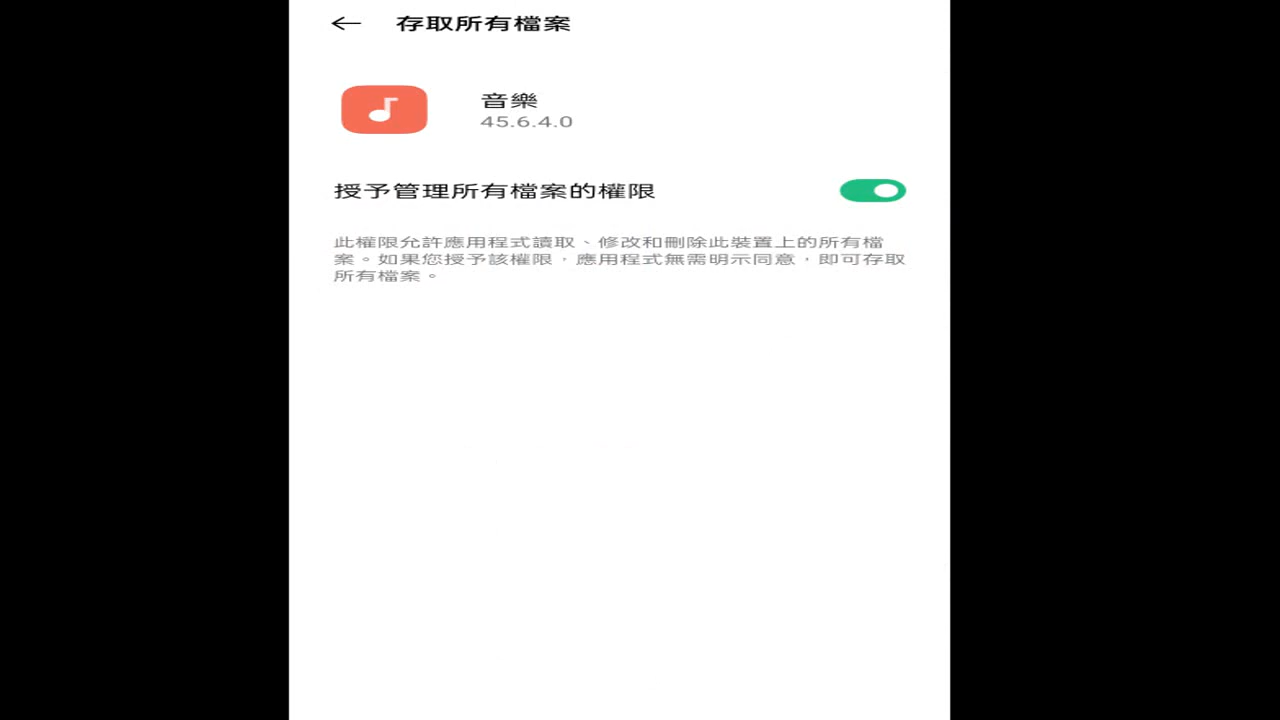 存取所有檔案
音樂
45.6.4.0
授予管理所有檔案的權限
此權限允許應用程式讀取、修改和刪除此裝置上的所有檔
案。如果您授予該權限，應用程式無需明示同意，即可存取
所有檔案。